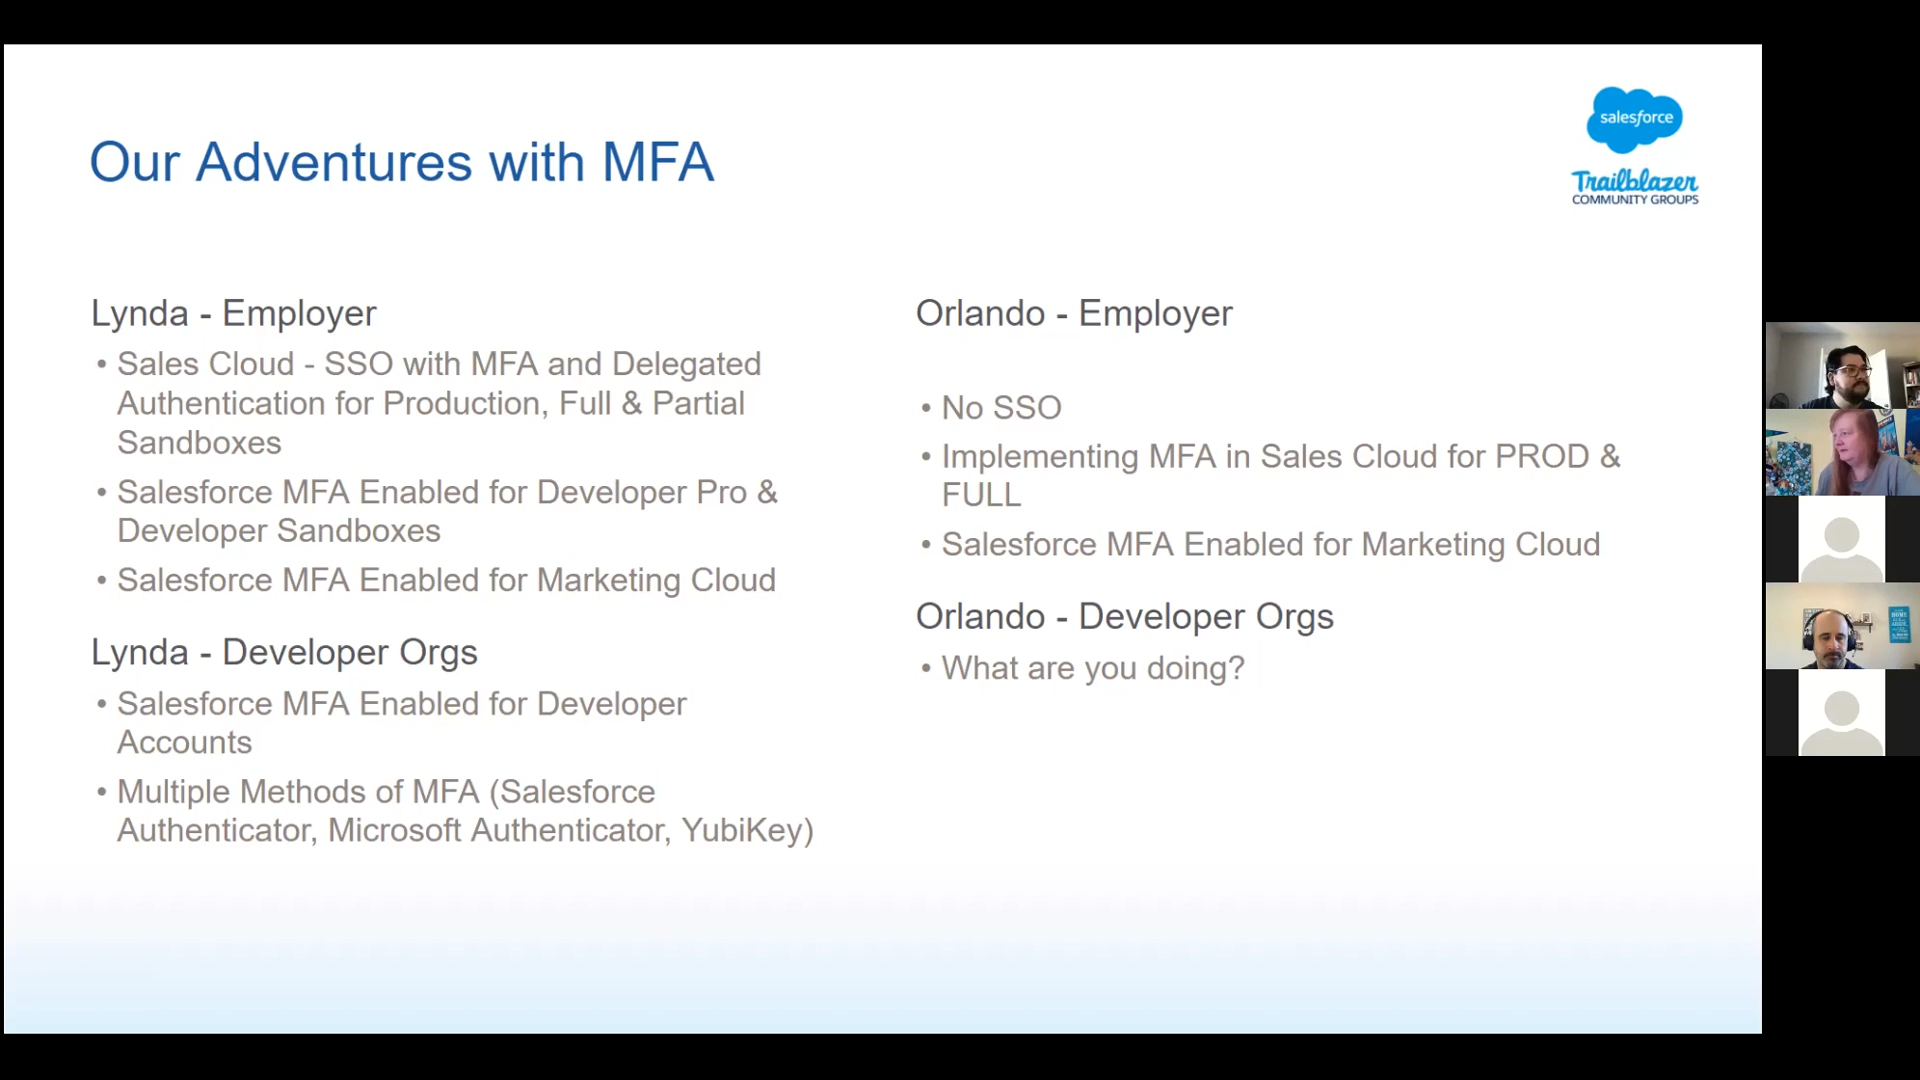 Our Adventures with MFA
salesforce
Trailblazer
COMMUNITY GROUPS
Lynda - Employer
• Sales Cloud - SSO with MFA and Delegated
Authentication for Production, Full & Partial
Sandboxes
• Salesforce MFA Enabled for Developer Pro &
Developer Sandboxes
• Salesforce MFA Enabled for Marketing Cloud
Lynda - Developer Orgs
• Salesforce MFA Enabled for Developer
Accounts
• Multiple Methods of MFA (Salesforce
Authenticator, Microsoft Authenticator, YubiKey)
Orlando - Employer
• No SSO
• Implementing MFA in Sales Cloud for PROD &
FULL
• Salesforce MFA Enabled for Marketing Cloud
Orlando - Developer Orgs
• What are you doing?